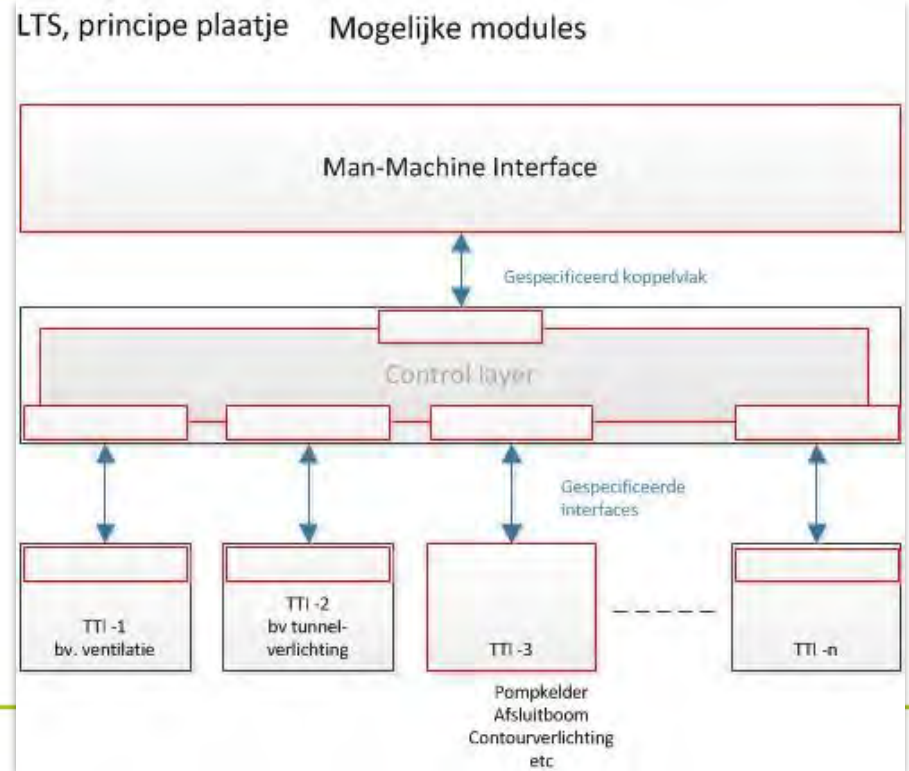 LTS, principe plaatje Mogelijke modules
Man-Machine Interface
Gespecificeerd koppelvlak
Control layer
Gespecificeerde
interfaces
TTI -1
bv. ventilatie
TTI -2
bv tunnel-
verlichting
TTI -3
TTI -n
Pompkelder
Afsluitboom
Contourverlichting
etc